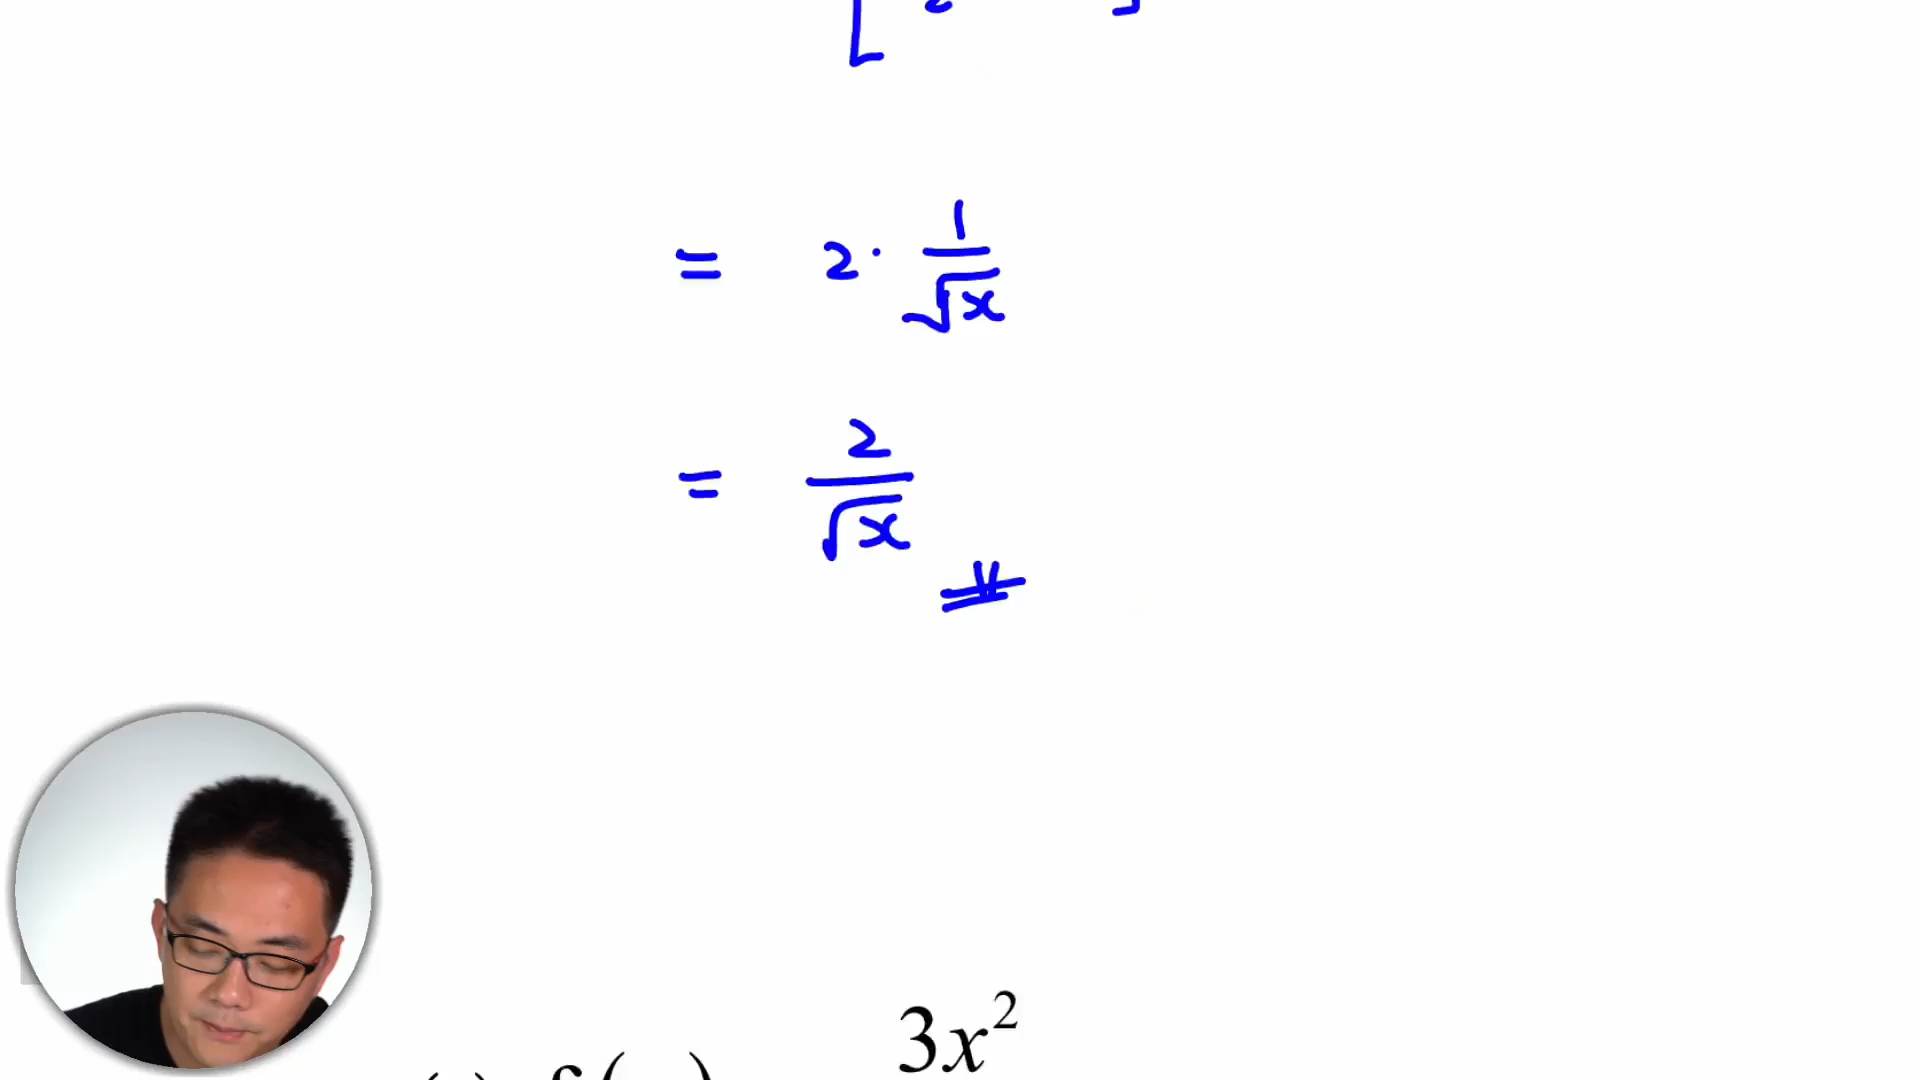 = 2 · 1/√x
= 2/√x
3x²